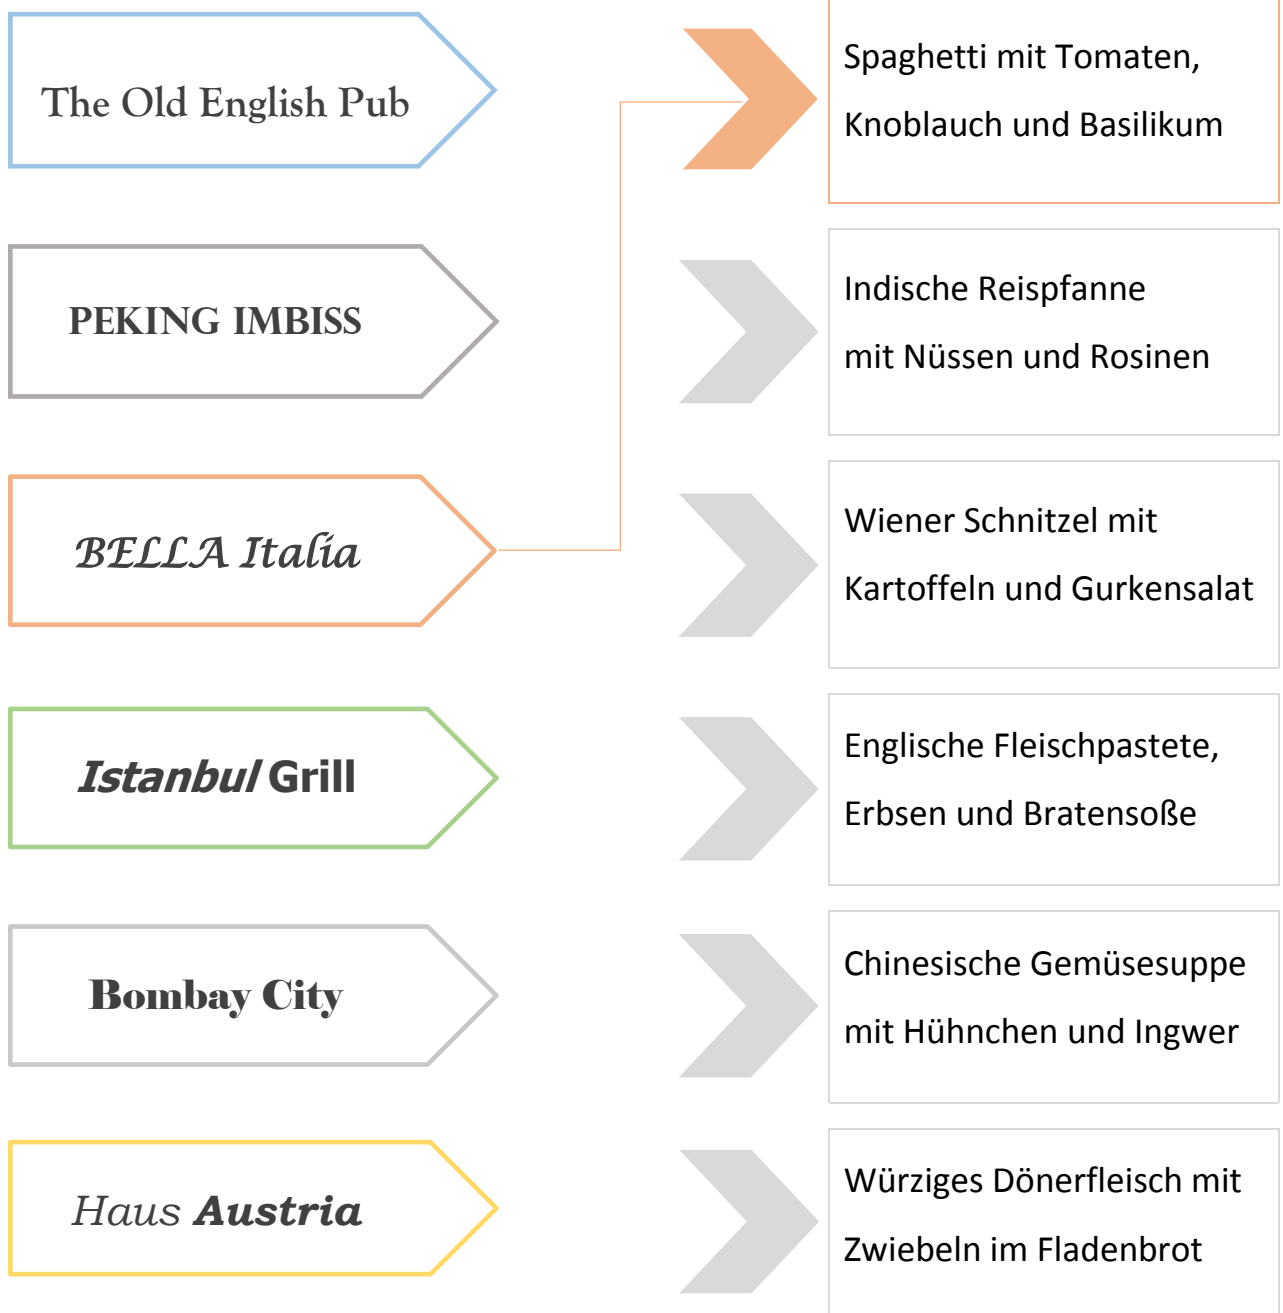 The Old English Pub
Spaghetti mit Tomaten,
Knoblauch und Basilikum
PEKING IMBISS
Indische Reispfanne
mit Nüssen und Rosinen
BELLA Italia
Wiener Schnitzel mit
Kartoffeln und Gurkensalat
Istanbul Grill
Englische Fleischpastete,
Erbsen und Bratensoße
Bombay City
Chinesische Gemüsesuppe
mit Hühnchen und Ingwer
Haus Austria
Würziges Dönerfleisch mit
Zwiebeln im Fladenbrot